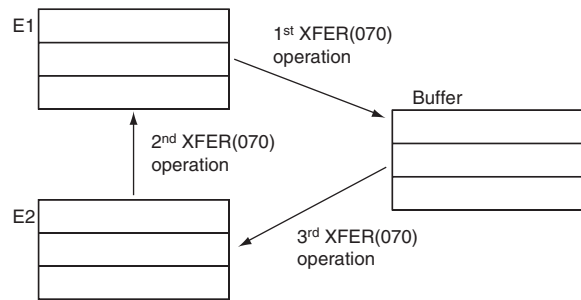 E1
1st XFER(070)
operation
Buffer
2nd XFER(070)
operation
E2
3rd XFER(070)
operation